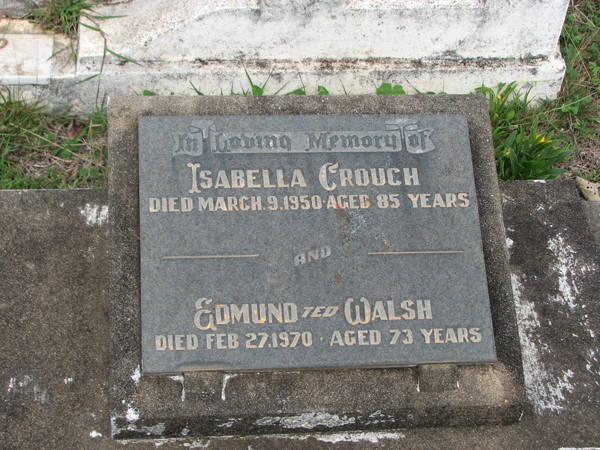 In Loving Memory of
ISABELLA CROUCH
DIED MARCH.9.1950·AGED 85 YEARS
AND
EDMUND TED WALSH
DIED FEB 27.1970 · AGED 73 YEARS